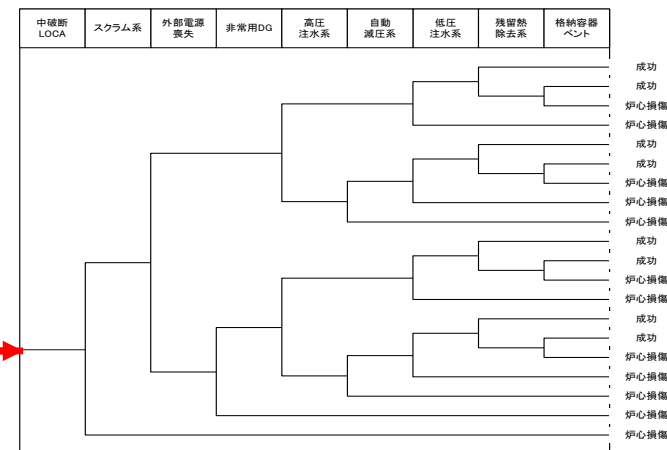 中破断
LOCA
スクラム系
外部電源
喪失
非常用DG
高圧
注水系
自動
減圧系
低圧
注水系
残留熱
除去系
格納容器
ベント
成功
成功
炉心損傷
炉心損傷
成功
成功
炉心損傷
炉心損傷
炉心損傷
成功
成功
炉心損傷
炉心損傷
成功
成功
炉心損傷
炉心損傷
炉心損傷
炉心損傷
炉心損傷